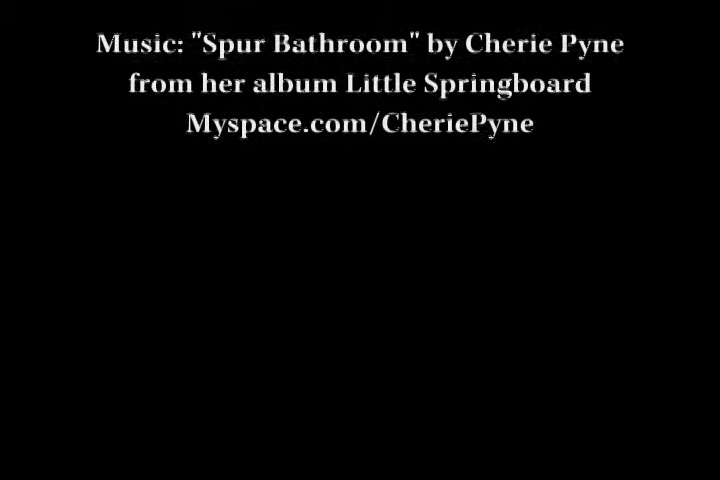 Music: "Spur Bathroom" by Cherie Pyne
from her album Little Springboard
Myspace.com/CheriePyne